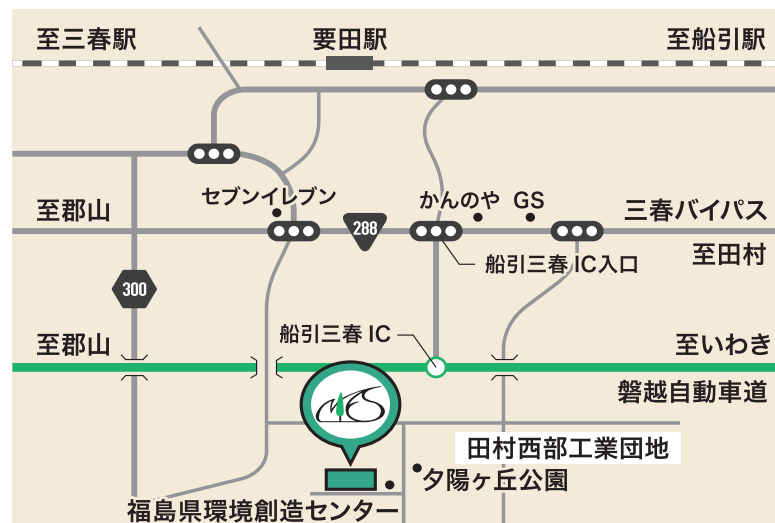 至三春駅
要田駅
至船引駅
セブンイレブン
かんのや
GS
至郡山
288
三春バイパス
至田村
船引三春IC入口
300
至郡山
船引三春IC
至いわき
磐越自動車道
MES
田村西部工業団地
夕陽ヶ丘公園
福島県環境創造センター